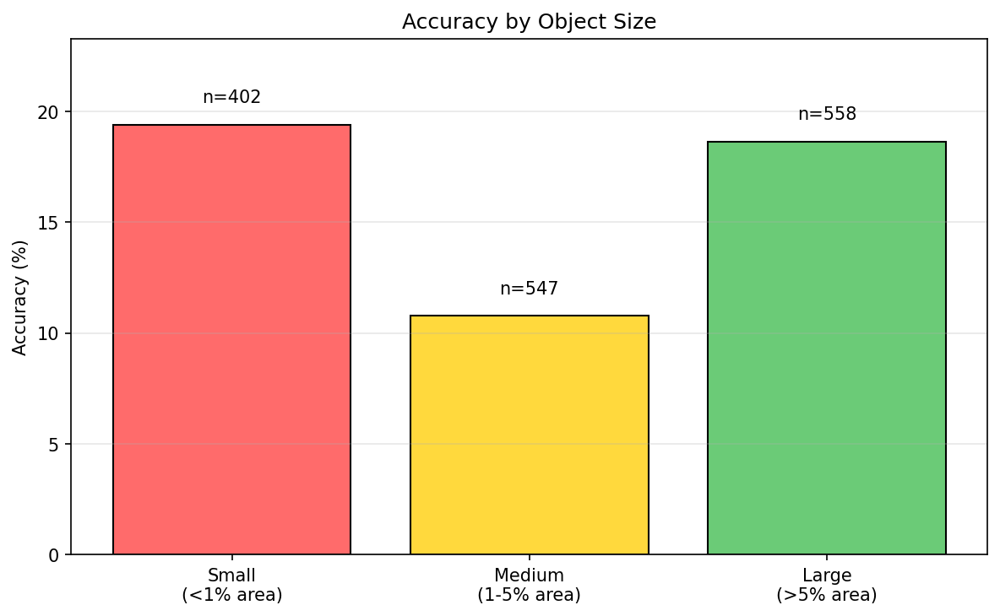 Accuracy by Object Size
n=402
n=547
n=558
Accuracy (%)
20
15
10
5
0
Small
(<1% area)
Medium
(1-5% area)
Large
(>5% area)